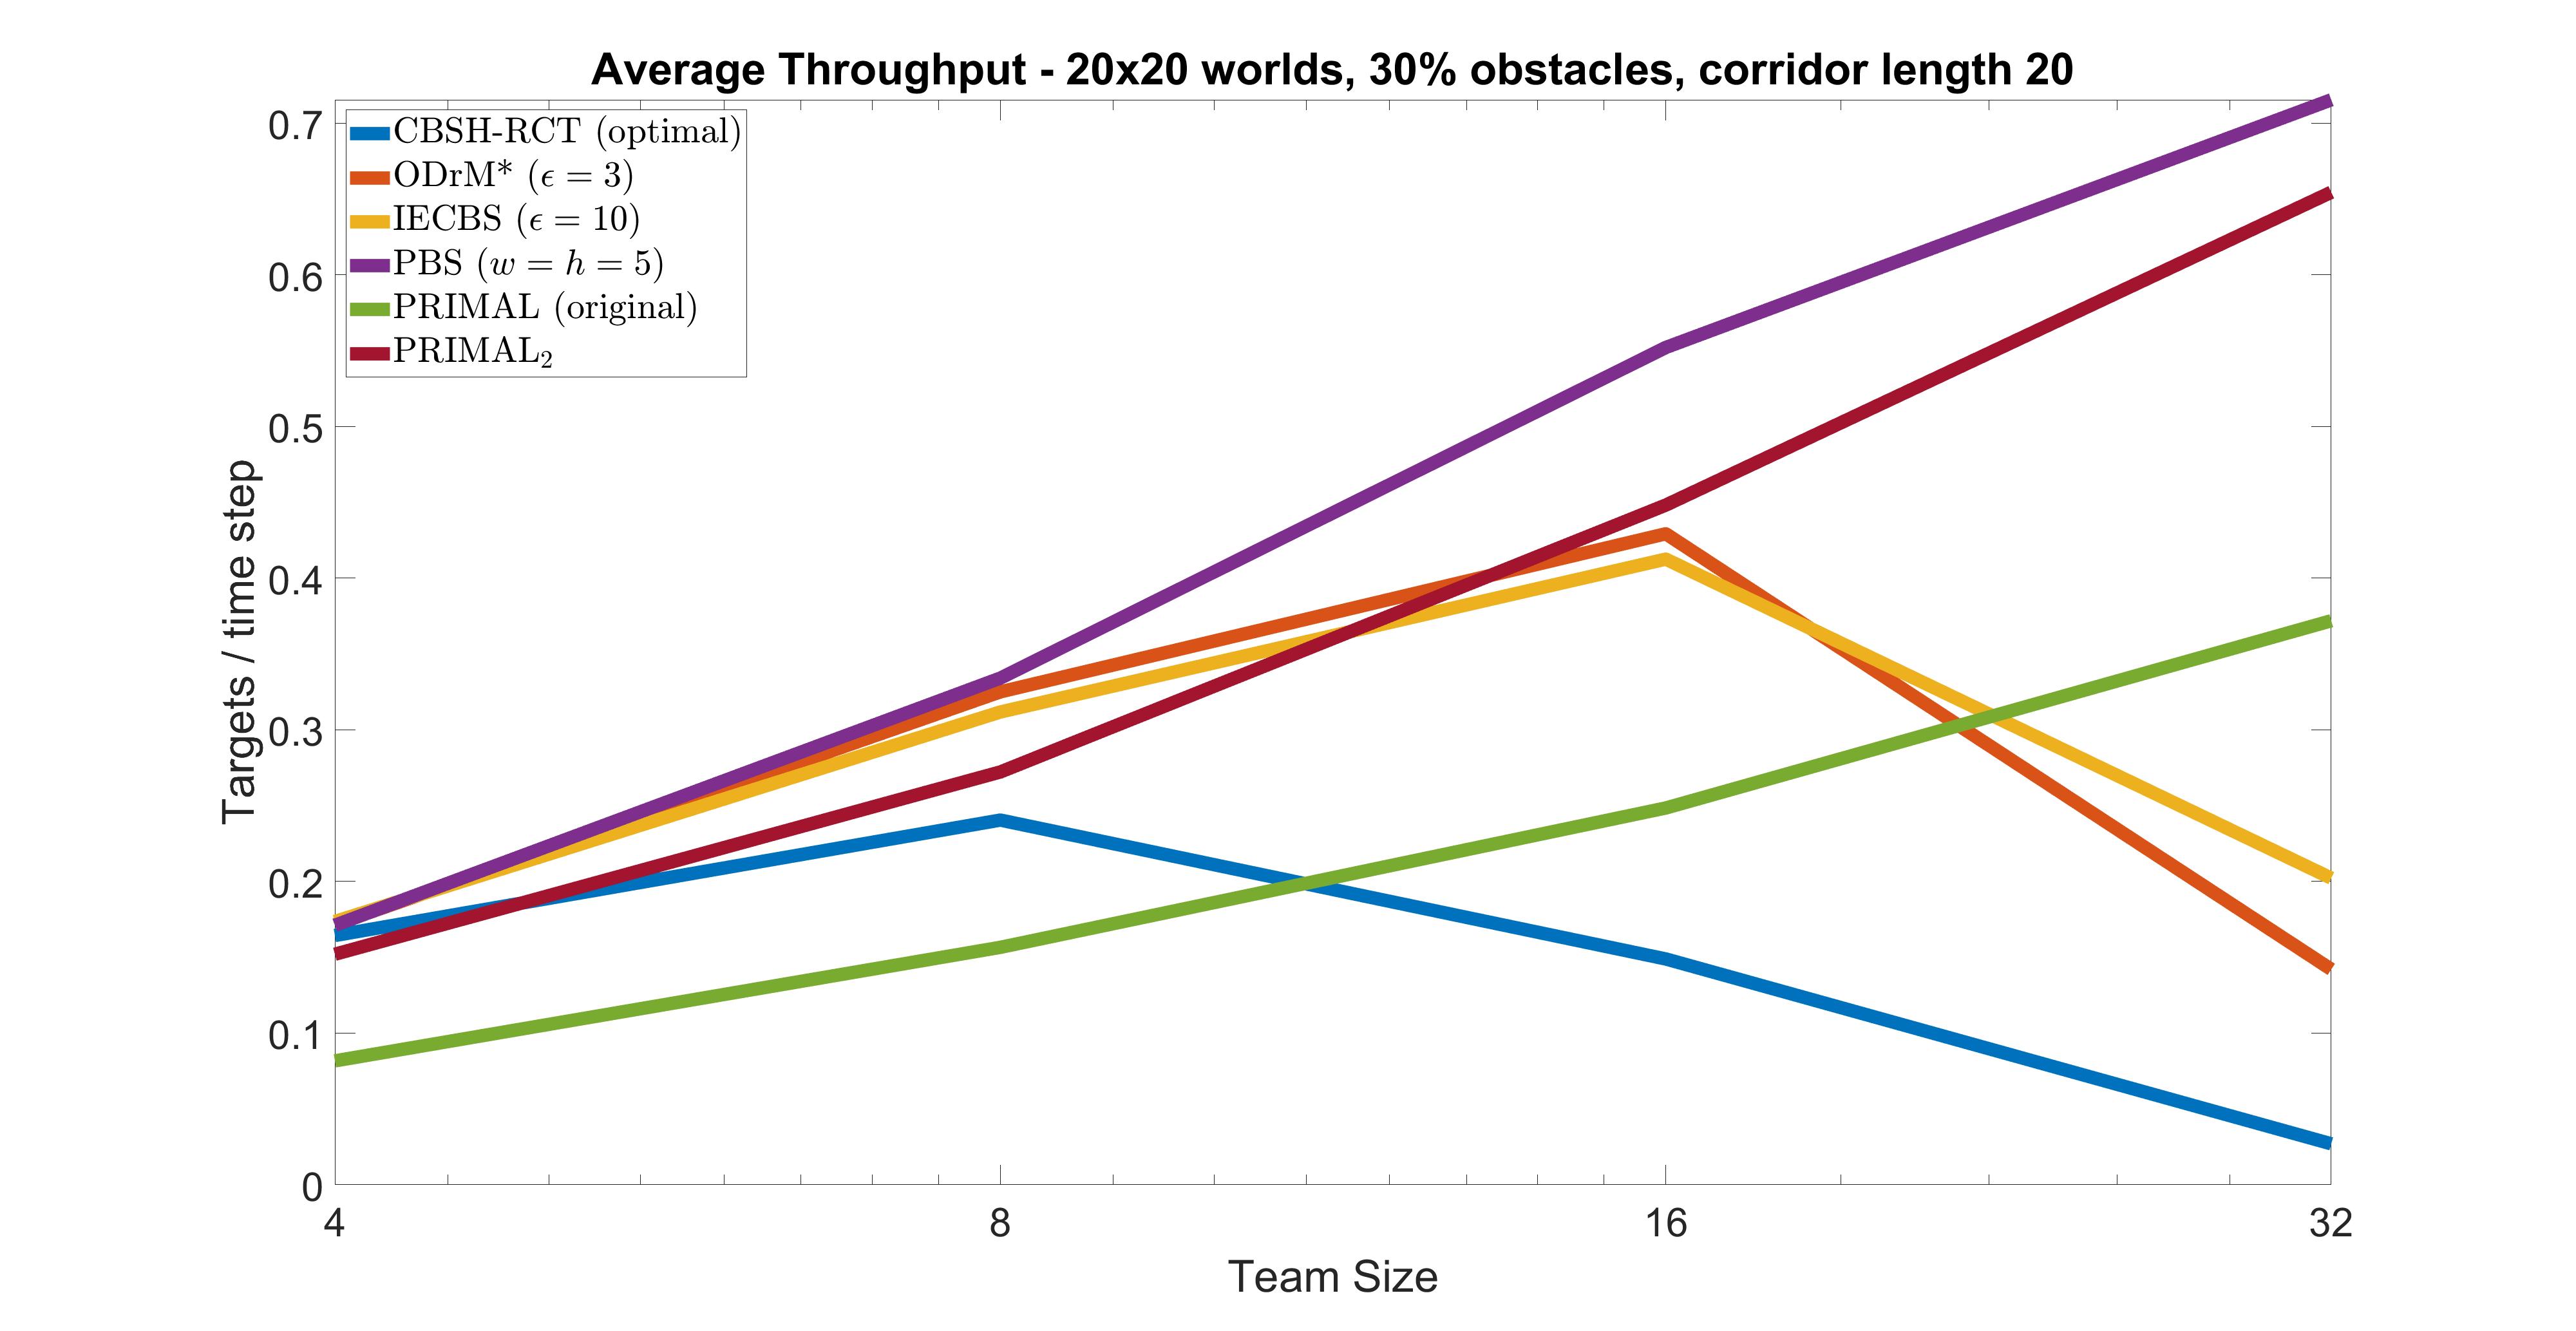 Average Throughput - 20x20 worlds, 30% obstacles, corridor length 20
CBSH-RCT (optimal)
ODrM* (ϵ = 3)
IECBS (ϵ = 10)
PBS (w = h = 5)
PRIMAL (original)
PRIMAL₂
Targets / time step
0.7
0.6
0.5
0.4
0.3
0.2
0.1
0
4 8 16 32
Team Size